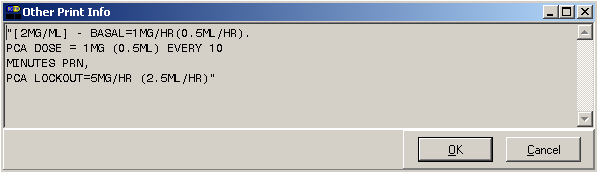 Other Print Info
"[2MG/ML] - BASAL=1MG/HR(0.5ML/HR).
PCA DOSE = 1MG (0.5ML) EVERY 10
MINUTES PRN,
PCA LOCKOUT=5MG/HR (2.5ML/HR)"
OK
Cancel